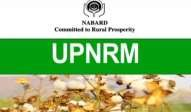 NABARD
Committed to Rural Prosperity
UPNRM